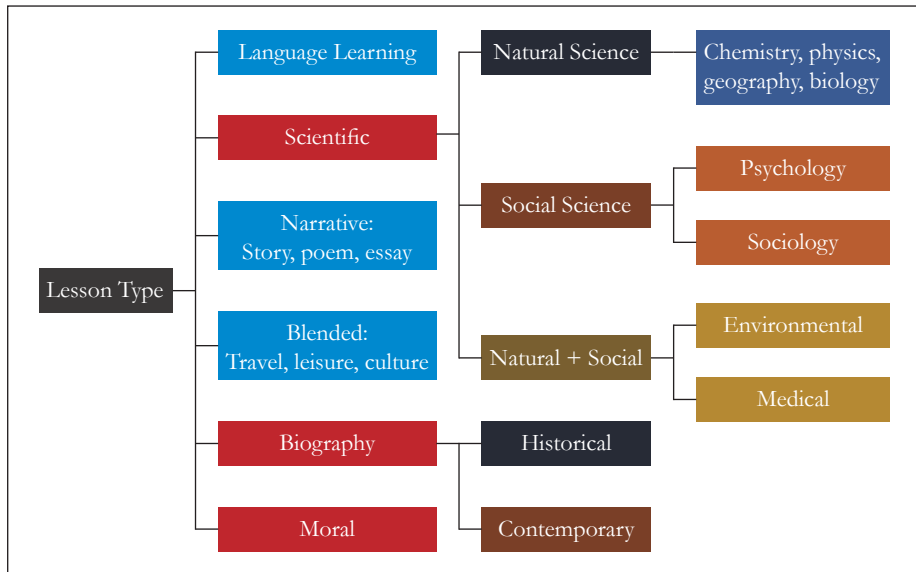 Lesson Type
Language Learning
Scientific
Narrative:
Story, poem, essay
Blended:
Travel, leisure, culture
Biography
Moral
Natural Science
Social Science
Natural + Social
Historical
Contemporary
Chemistry, physics,
geography, biology
Psychology
Sociology
Environmental
Medical